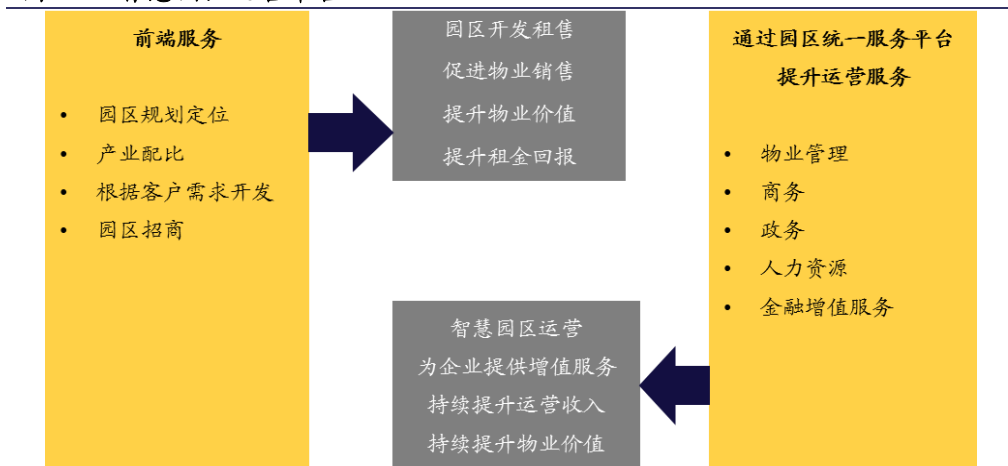 前端服务
• 园区规划定位
• 产业配比
• 根据客户需求开发
• 园区招商
园区开发租售
促进物业销售
提升物业价值
提升租金回报
智慧园区运营
为企业提供增值服务
持续提升运营收入
持续提升物业价值
通过园区统一服务平台
提升运营服务
• 物业管理
• 商务
• 政务
• 人力资源
• 金融增值服务